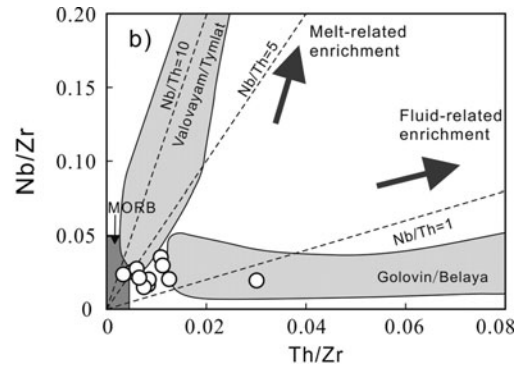 b)
0.20
0.15
0.10
0.05
0
Nb/Zr
Nb/Th=10
Valovayam/Tymlat
Nb/Th=5
Melt-related
enrichment
Fluid-related
enrichment
MORB
Nb/Th=1
Golovin/Belaya
0
0.02
0.04
0.06
0.08
Th/Zr